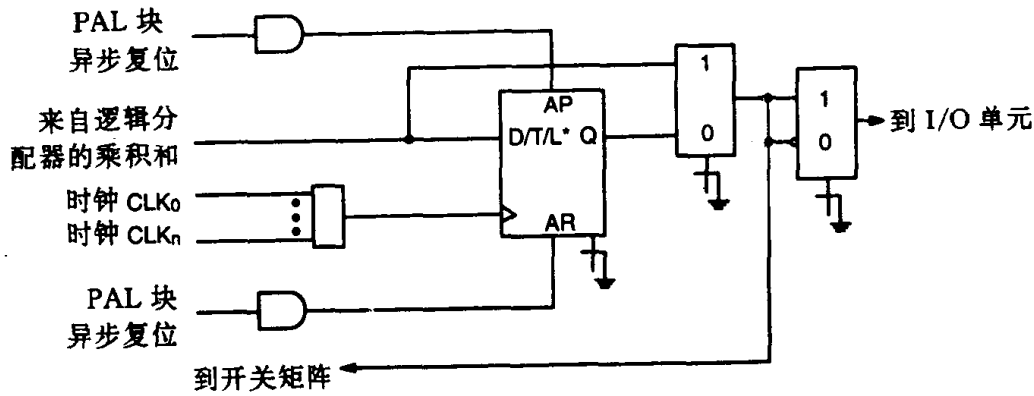 PAL 块
异步复位
AP
1
0
1
0
来自逻辑分
配器的乘积和
D/T/L* Q
到 I/O 单元
时钟 CLK0
时钟 CLKn
AR
PAL 块
异步复位
到开关矩阵